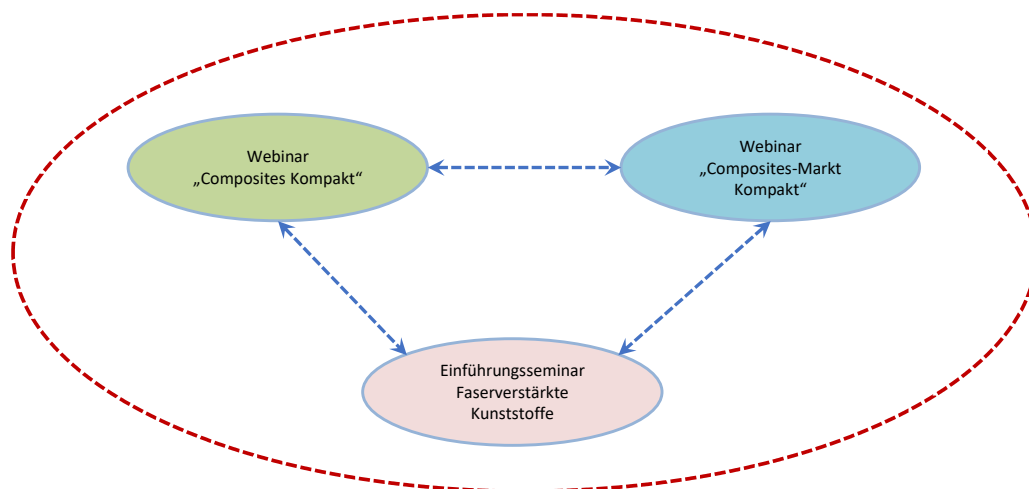 Webinar
„Composites Kompakt“
Webinar
„Composites-Markt
Kompakt“
Einführungsseminar
Faserverstärkte
Kunststoffe